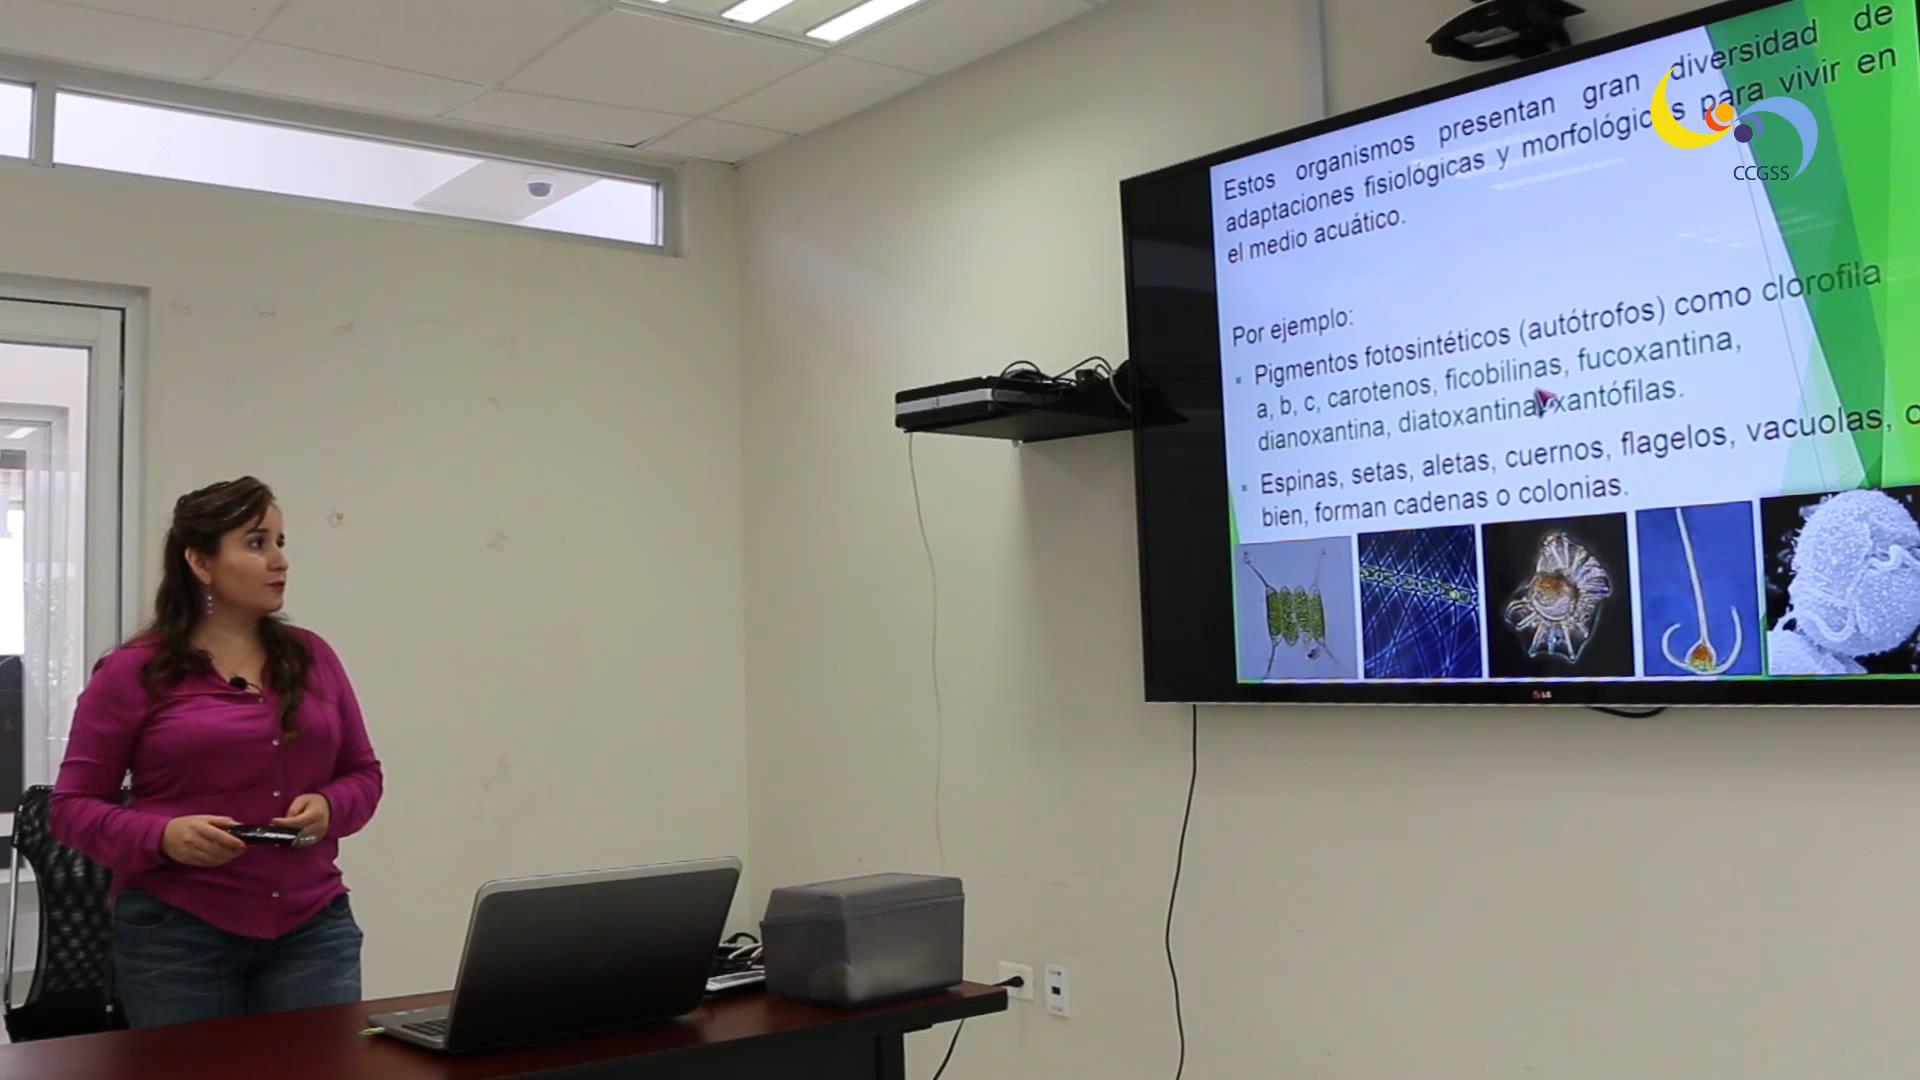 Estos organismos presentan gran diversidad de
adaptaciones fisiológicas y morfológicas para vivir en
el medio acuático.
Por ejemplo:
Pigmentos fotosintéticos (autótrofos) como clorofila
a, b, c, carotenos, ficobilinas, fucoxantina,
dianoxantina, diatoxantina, xantófilas.
Espinas, setas, aletas, cuernos, flagelos, vacuolas, o
bien, forman cadenas o colonias.
CCGSS
LG